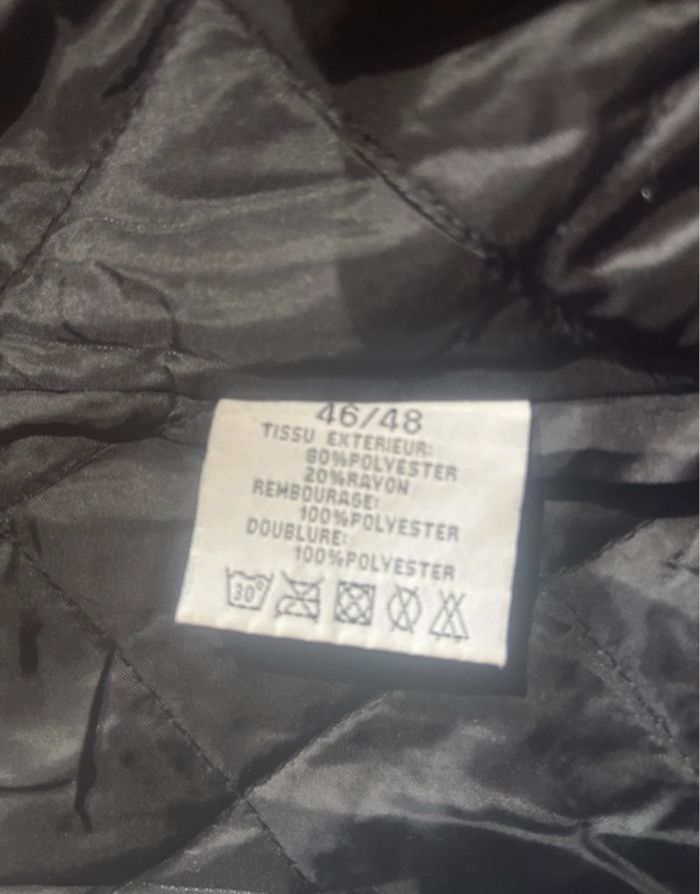 46/48
TISSU EXTERIEUR:
80%POLYESTER
20%RAYON
REMBOURAGE:
100%POLYESTER
DOUBLURE:
100%POLYESTER
30°